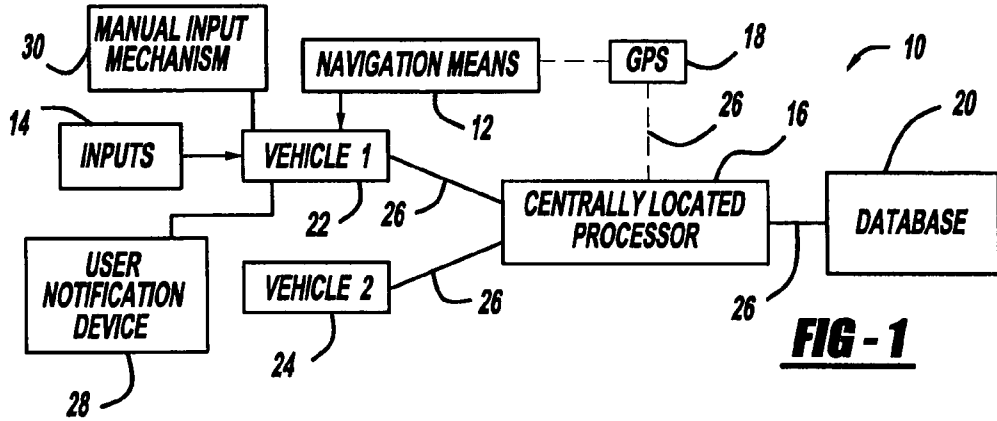 30
MANUAL INPUT
MECHANISM
NAVIGATION MEANS
GPS
18
10
14
INPUTS
VEHICLE 1
12
26
16
20
22
26
CENTRALLY LOCATED
PROCESSOR
DATABASE
USER
NOTIFICATION
DEVICE
VEHICLE 2
26
26
24
28
FIG - 1